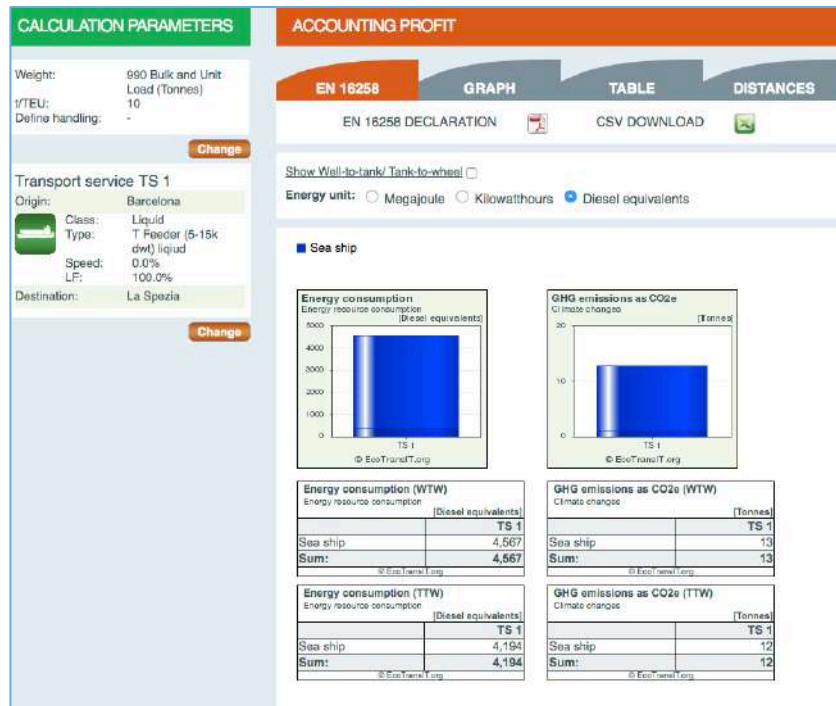 CALCULATION PARAMETERS
Weight: 990 Bulk and Unit
Load (Tonnes)
t/TEU: 10
Define handling: -
Change
Transport service TS 1
Origin: Barcelona
Class: Liquid
Type: T Feeder (5-15k
dwt) liqiud
Speed: 0.0%
LF: 100.0%
Destination: La Spezia
Change
ACCOUNTING PROFIT
EN 16258 GRAPH TABLE DISTANCES
EN 16258 DECLARATION CSV DOWNLOAD
Show Well-to-tank/ Tank-to-wheel
Energy unit: Megajoule Kilowatthours Diesel equivalents
Sea ship
Energy consumption
Energy resource consumption
[Diesel equivalents]
5000
4000
3000
2000
1000
0
TS 1
© EcoTransIT.org
GHG emissions as CO2e
Climate changes
[Tonnes]
20
10
0
TS 1
© EcoTransIT.org
Energy consumption (WTW)
Energy resource consumption
[Diesel equivalents]
TS 1
Sea ship 4,567
Sum: 4,567
© EcoTransIT.org
GHG emissions as CO2e (WTW)
Climate changes
[Tonnes]
TS 1
Sea ship 13
Sum: 13
© EcoTransIT.org
Energy consumption (TTW)
Energy resource consumption
[Diesel equivalents]
TS 1
Sea ship 4,194
Sum: 4,194
© EcoTransIT.org
GHG emissions as CO2e (TTW)
Climate changes
[Tonnes]
TS 1
Sea ship 12
Sum: 12
© EcoTransIT.org